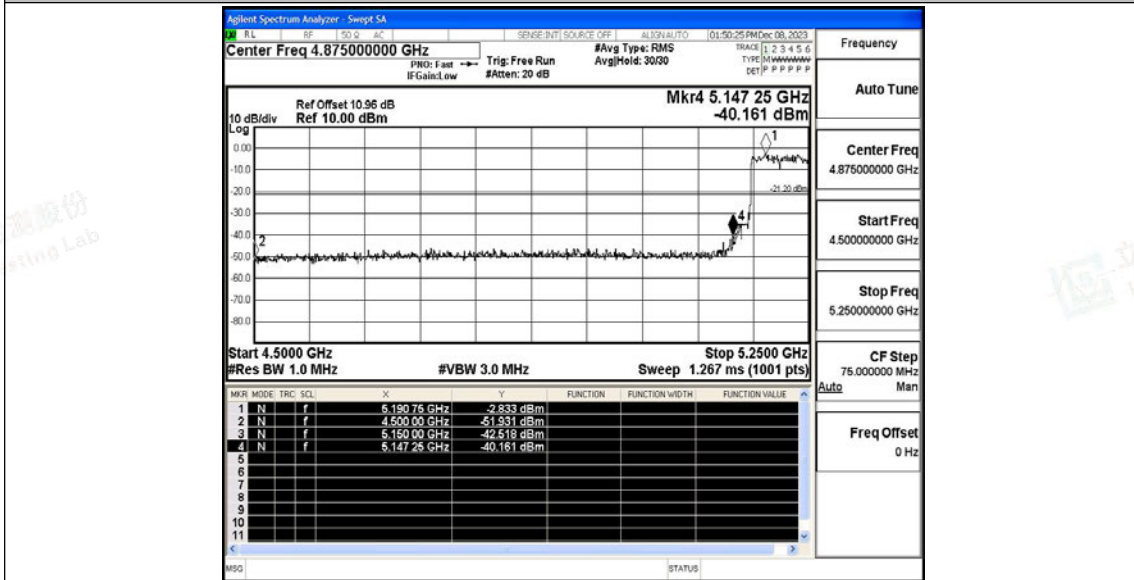 Agilent Spectrum Analyzer - Swept SA
RL RF 50 Ω AC SENSE:INT SOURCE OFF ALIGNAUTO 01:50:25 PM Dec 08, 2023
Center Freq 4.875000000 GHz
PNO: Fast
IFGain:Low
Trig: Free Run
#Atten: 20 dB
#Avg Type: RMS
Avg|Hold: 30/30
TRACE 1 2 3 4 5 6
TYPE M W W W W W
DET P P P P P P
Ref Offset 10.96 dB
Ref 10.00 dBm
10 dB/div
Log
Mkr4 5.147 25 GHz
-40.161 dBm
0.00
-10.0
-20.0
-30.0
-40.0
-50.0
-60.0
-70.0
-80.0
1
-21.20 dBm
4
2
Start 4.5000 GHz
Stop 5.2500 GHz
#Res BW 1.0 MHz
#VBW 3.0 MHz
Sweep 1.267 ms (1001 pts)
MKR MODE TRC SCL X Y FUNCTION FUNCTION WIDTH FUNCTION VALUE
1 N f 5.190 75 GHz -2.833 dBm
2 N f 4.500 00 GHz -51.931 dBm
3 N f 5.150 00 GHz -42.518 dBm
4 N f 5.147 25 GHz -40.161 dBm
5
6
7
8
9
10
11
MSG
STATUS
Frequency
Auto Tune
Center Freq
4.875000000 GHz
Start Freq
4.500000000 GHz
Stop Freq
5.250000000 GHz
CF Step
75.000000 MHz
Auto Man
Freq Offset
0 Hz
股份
Lab
立